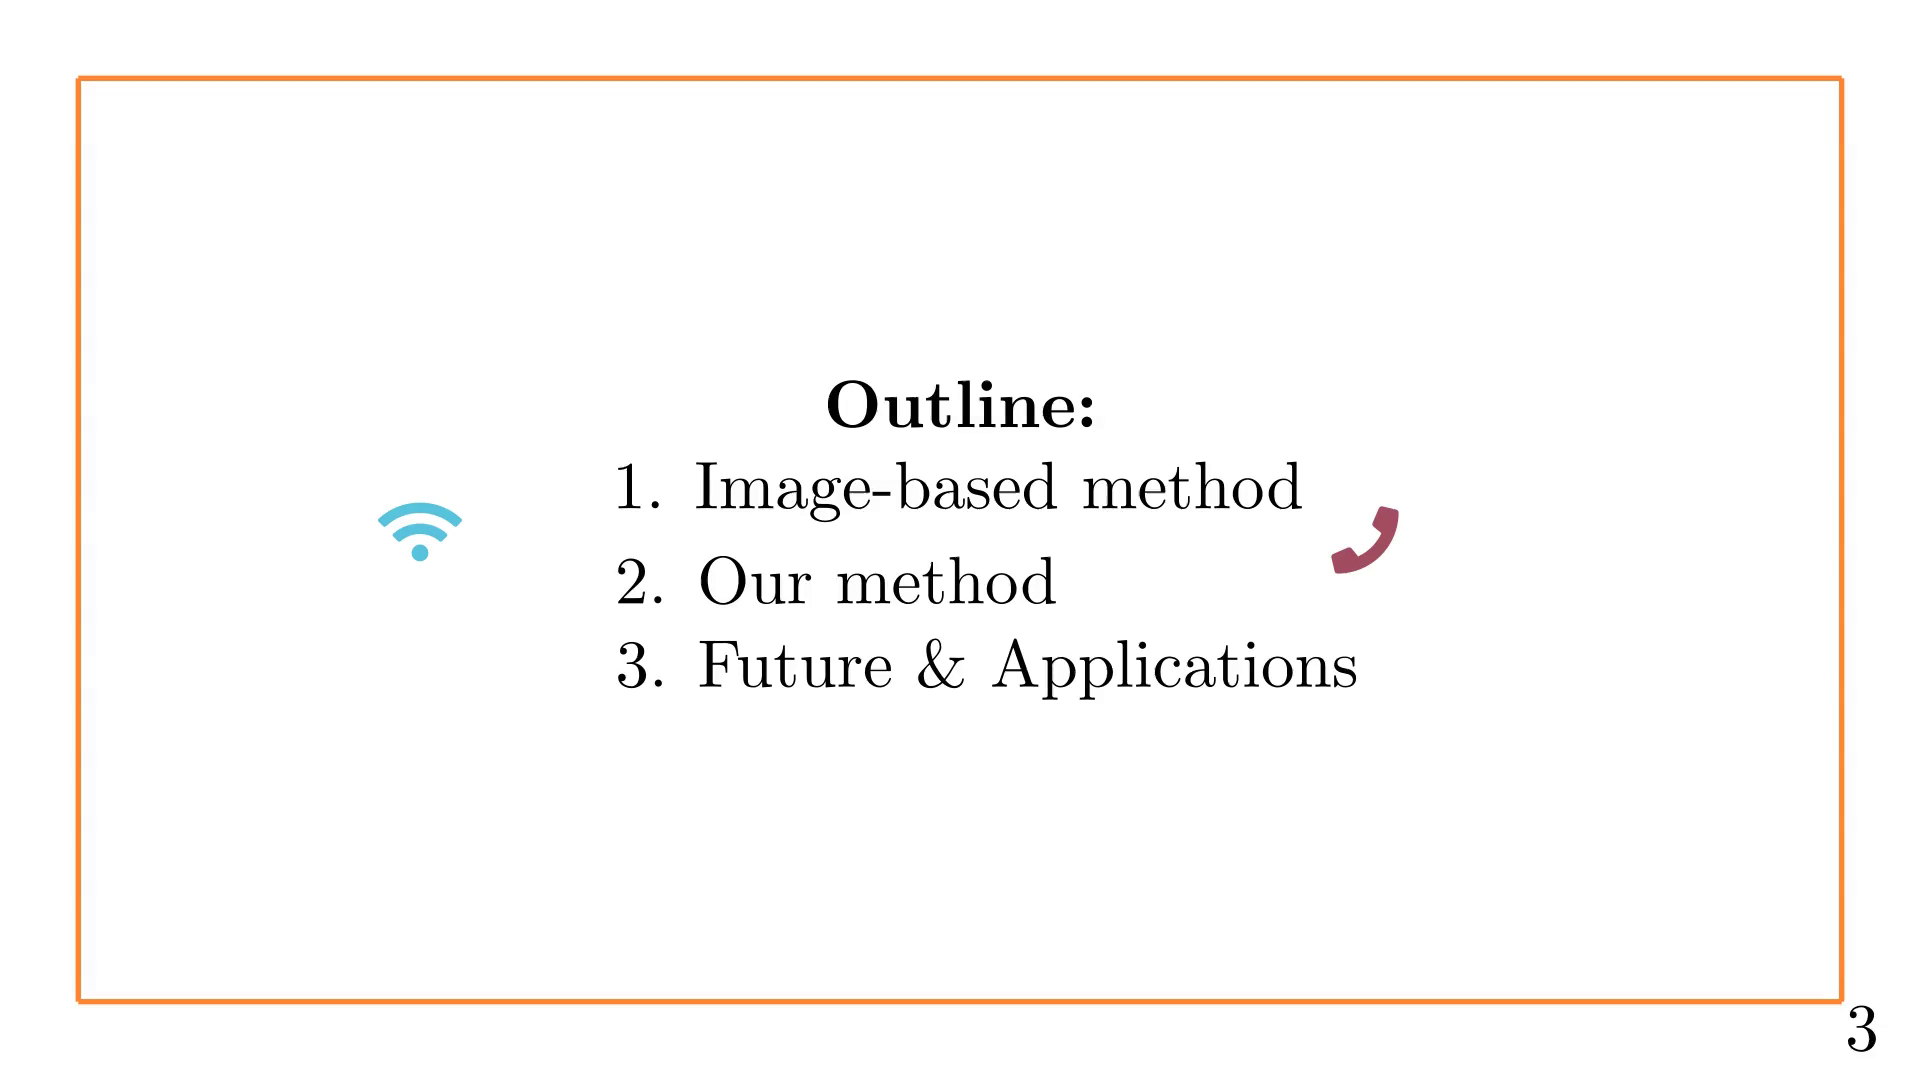 Outline:
1. Image-based method
2. Our method
3. Future & Applications
3